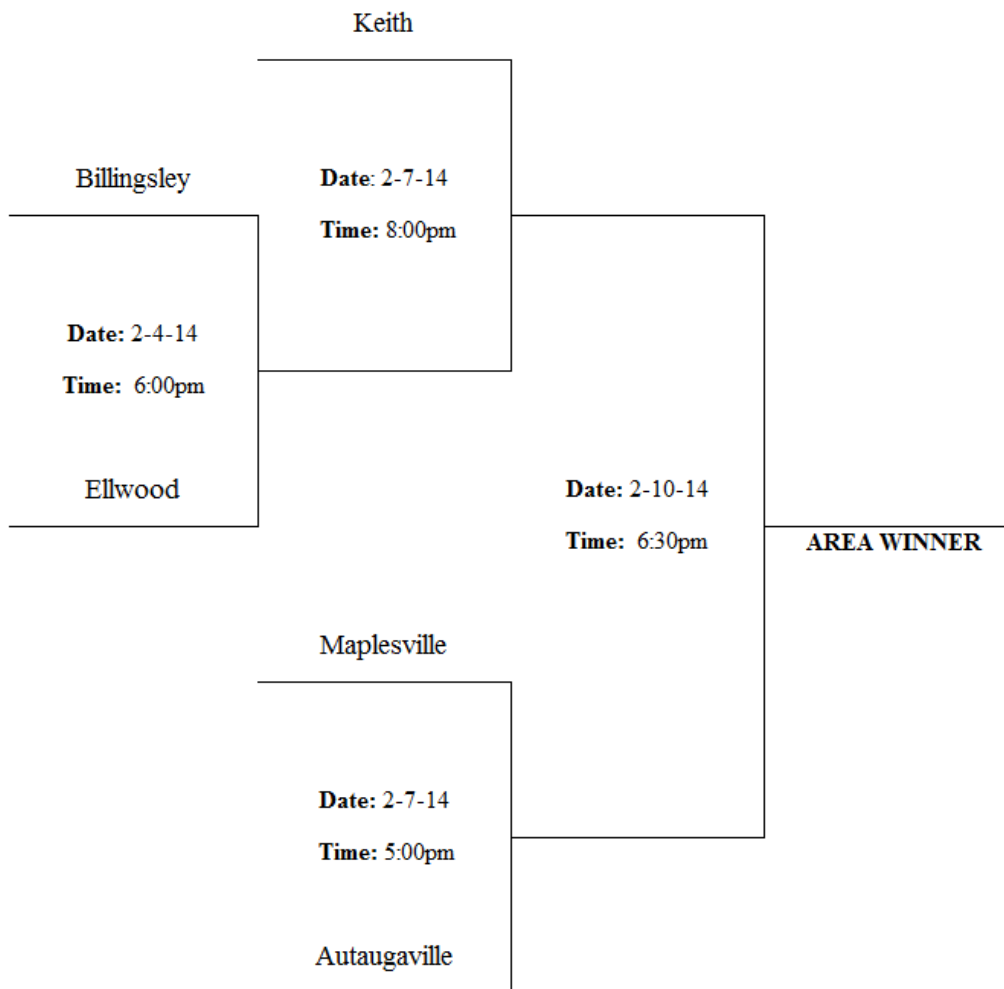 Keith
Billingsley
Date: 2-7-14
Time: 8:00pm
Date: 2-4-14
Time: 6:00pm
Ellwood
Date: 2-10-14
Time: 6:30pm
AREA WINNER
Maplesville
Date: 2-7-14
Time: 5:00pm
Autaugaville